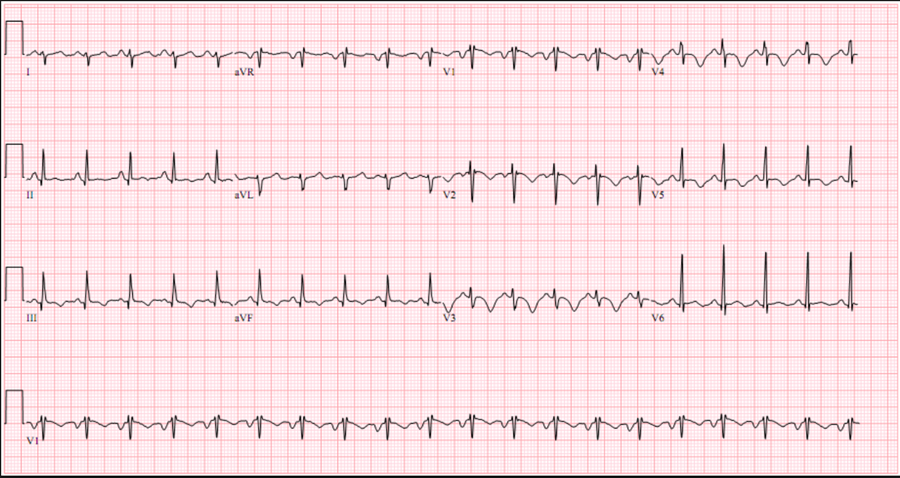 I aVR V1 V4
II aVL V2 V5
III aVF V3 V6
V1